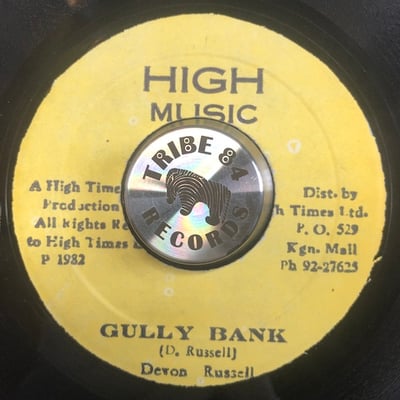 HIGH
MUSIC
TRIBE 84
RECORDS
A High Time
Production
All Rights Re
to High Times
P 1982
Dist. by
h Times Ltd.
P. O. 529
Kgn. Mall
Ph 92-27625
GULLY BANK
(D. Russell)
Devon Russell